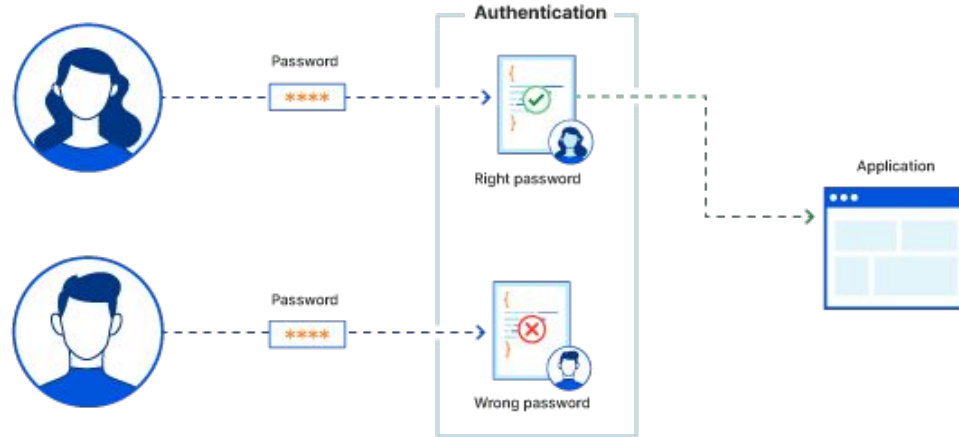 Authentication
Password
****
{
}
Right password
Application
Password
****
{
}
Wrong password